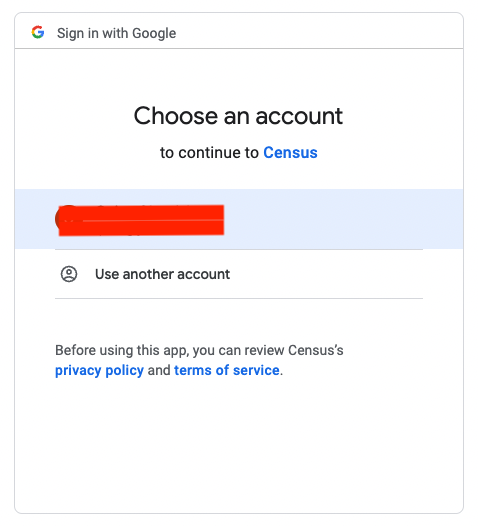 Sign in with Google
Choose an account
to continue to Census
Use another account
Before using this app, you can review Census's
privacy policy and terms of service.